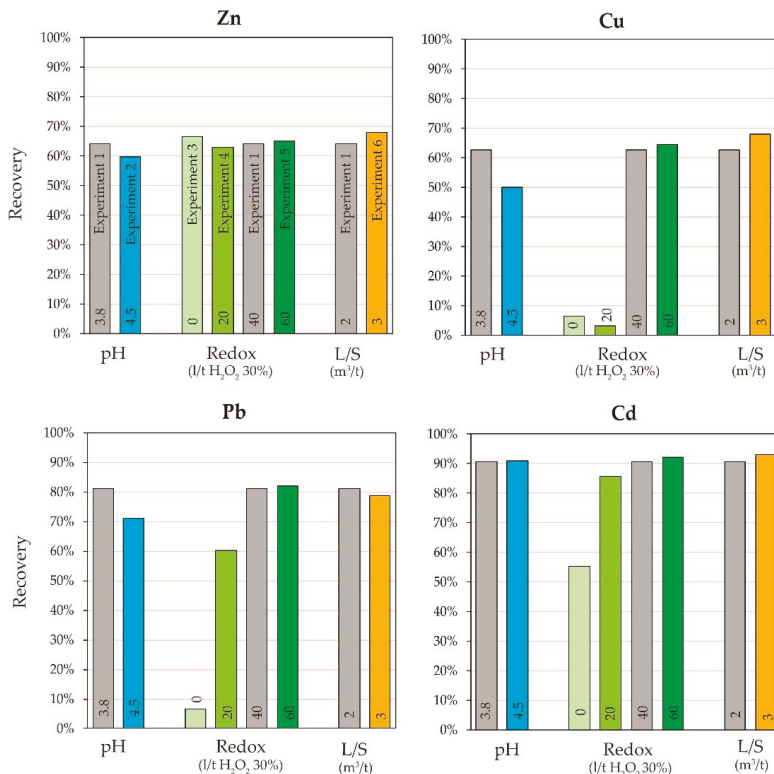 Zn
100%
90%
80%
70%
60%
50%
40%
30%
20%
10%
0%
Recovery
Experiment 1
3.8
Experiment 2
4.5
Experiment 3
0
Experiment 4
20
Experiment 1
40
Experiment 5
60
Experiment 1
2
Experiment 6
3
pH
Redox
(l/t H₂O₂ 30%)
L/S
(m³/t)
Cu
100%
90%
80%
70%
60%
50%
40%
30%
20%
10%
0%
3.8
4.5
0
20
40
60
2
3
pH
Redox
(l/t H₂O₂ 30%)
L/S
(m³/t)
Pb
100%
90%
80%
70%
60%
50%
40%
30%
20%
10%
0%
Recovery
3.8
4.5
0
20
40
60
2
3
pH
Redox
(l/t H₂O₂ 30%)
L/S
(m³/t)
Cd
100%
90%
80%
70%
60%
50%
40%
30%
20%
10%
0%
3.8
4.5
0
20
40
60
2
3
pH
Redox
(l/t H₂O₂ 30%)
L/S
(m³/t)